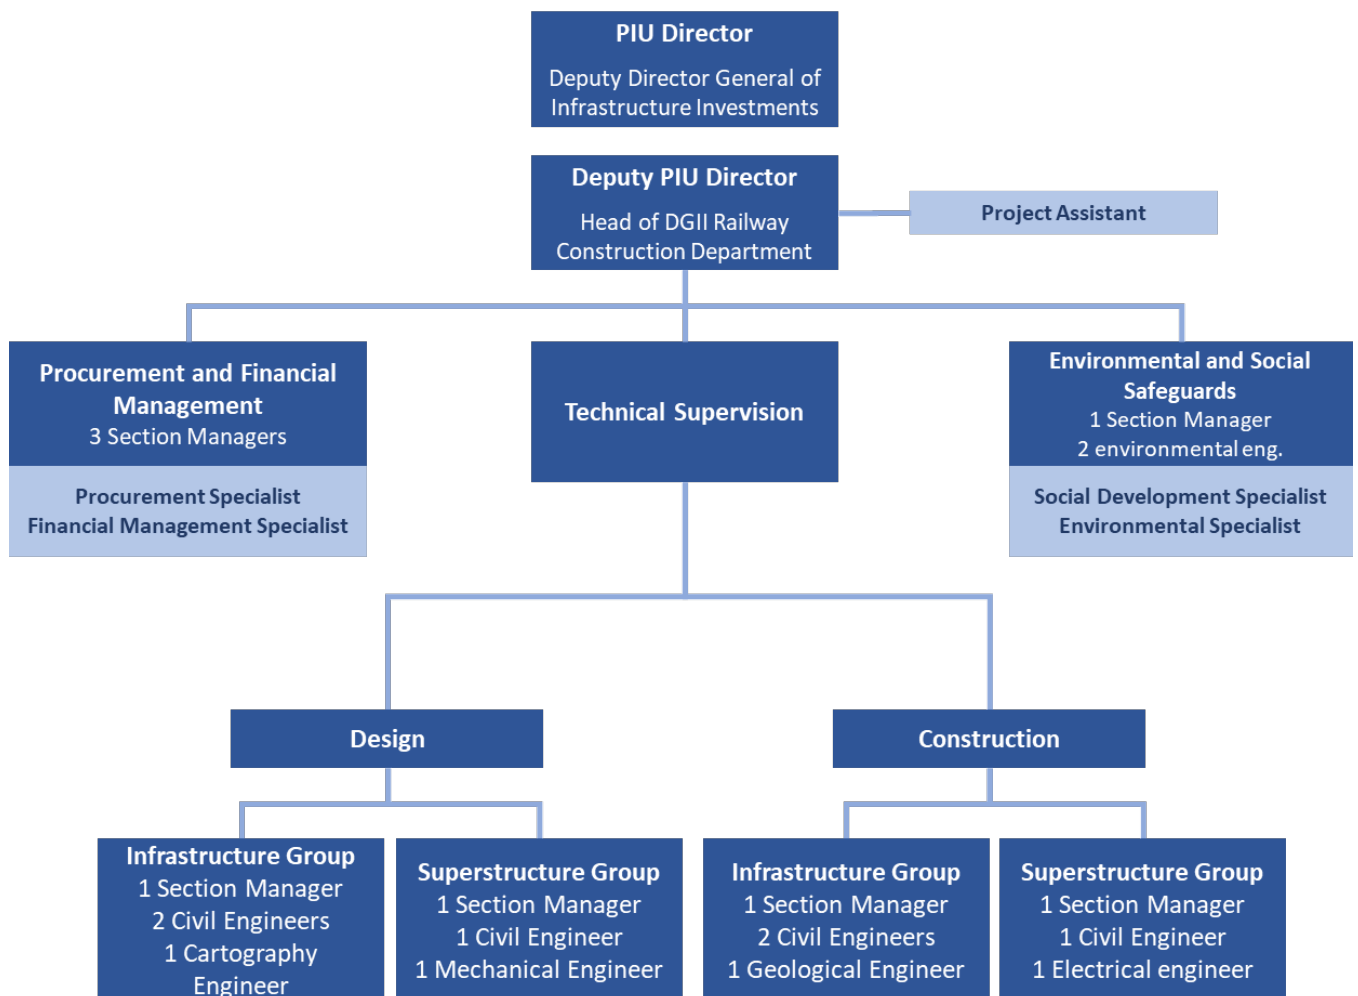 PIU Director
Deputy Director General of
Infrastructure Investments
Deputy PIU Director
Head of DGII Railway
Construction Department
Project Assistant
Procurement and Financial
Management
3 Section Managers
Procurement Specialist
Financial Management Specialist
Technical Supervision
Environmental and Social
Safeguards
1 Section Manager
2 environmental eng.
Social Development Specialist
Environmental Specialist
Design
Construction
Infrastructure Group
1 Section Manager
2 Civil Engineers
1 Cartography
Engineer
Superstructure Group
1 Section Manager
1 Civil Engineer
1 Mechanical Engineer
Infrastructure Group
1 Section Manager
2 Civil Engineers
1 Geological Engineer
Superstructure Group
1 Section Manager
1 Civil Engineer
1 Electrical engineer